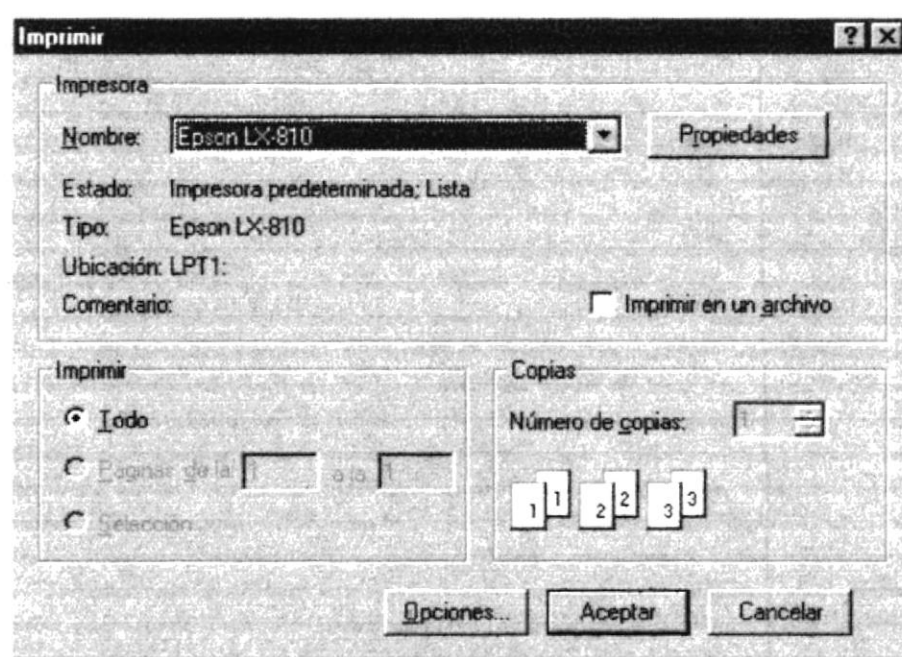 Imprimir
Impresora
Nombre: Epson LX-810 Propiedades
Estado: Impresora predeterminada; Lista
Tipo: Epson LX-810
Ubicación: LPT1:
Comentario: Imprimir en un archivo
Imprimir
Todo
Páginas de la 1 a la 1
Selección
Copias
Número de copias: 1
1 1 2 2 3 3
Opciones... Aceptar Cancelar